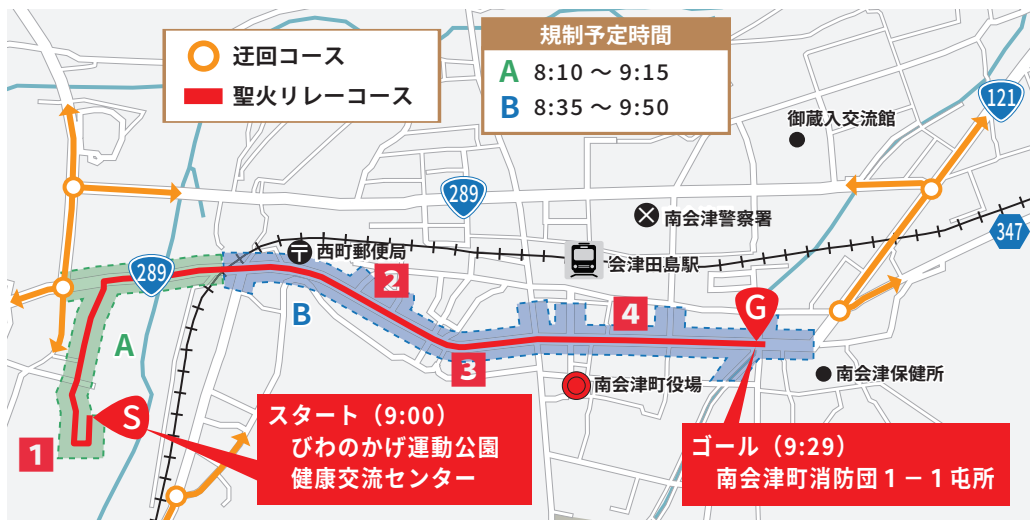 迂回コース
聖火リレーコース
規制予定時間
A 8:10 ～ 9:15
B 8:35 ～ 9:50
121
御蔵入交流館
289
南会津警察署
347
西町郵便局
会津田島駅
289
2
B
4
G
A
3
南会津町役場
南会津保健所
S
1
スタート（9:00）
びわのかげ運動公園
健康交流センター
ゴール（9:29）
南会津町消防団１－１屯所